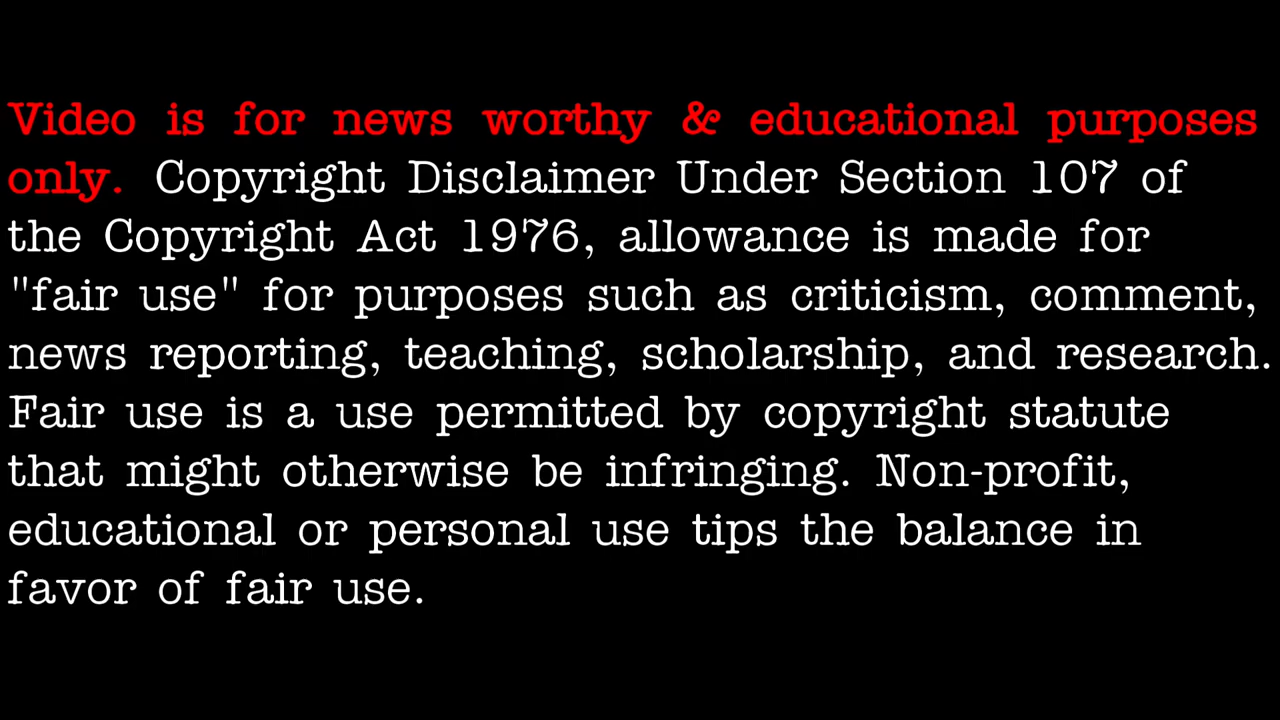 Video is for news worthy & educational purposes
only. Copyright Disclaimer Under Section 107 of
the Copyright Act 1976, allowance is made for
"fair use" for purposes such as criticism, comment,
news reporting, teaching, scholarship, and research.
Fair use is a use permitted by copyright statute
that might otherwise be infringing. Non-profit,
educational or personal use tips the balance in
favor of fair use.